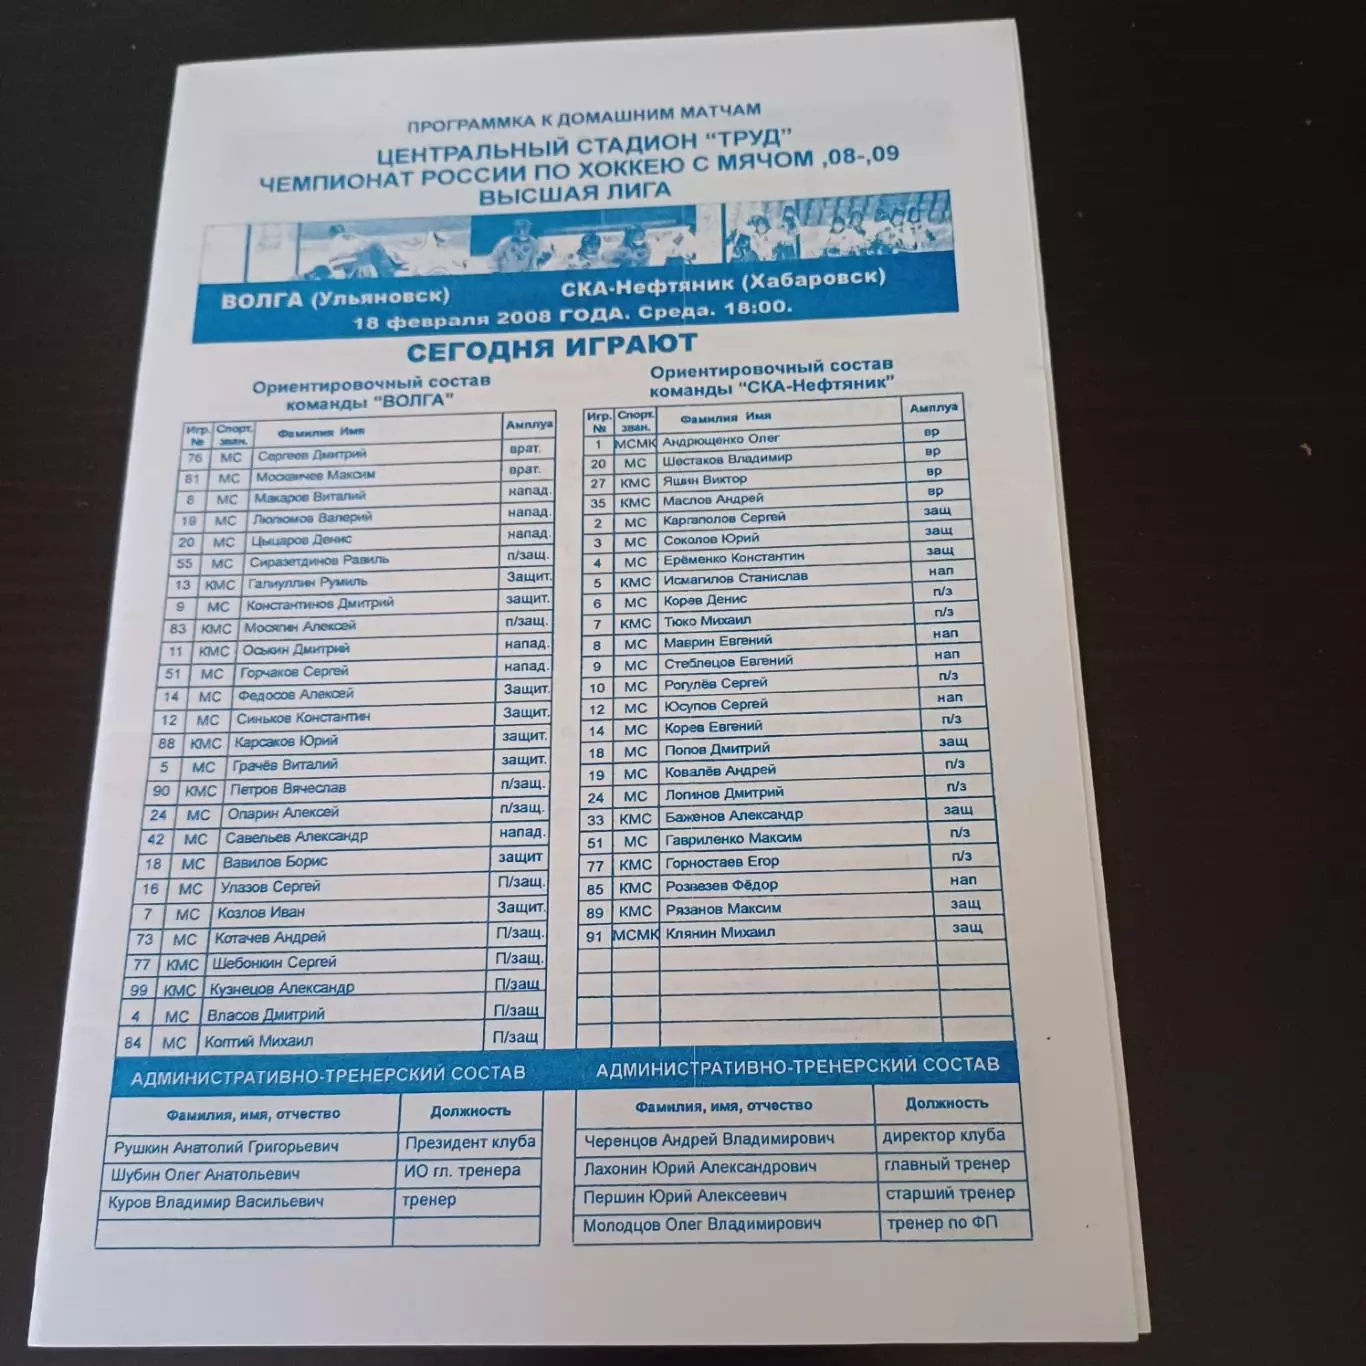 ПРОГРАММКА К ДОМАШНИМ МАТЧАМ
ЦЕНТРАЛЬНЫЙ СТАДИОН "ТРУД"
ЧЕМПИОНАТ РОССИИ ПО ХОККЕЮ С МЯЧОМ ,08-,09
ВЫСШАЯ ЛИГА
ВОЛГА (Ульяновск) СКА-Нефтяник (Хабаровск)
18 февраля 2008 ГОДА. Среда. 18:00.
СЕГОДНЯ ИГРАЮТ
Ориентировочный состав
команды "ВОЛГА"
Игр. № Спорт. зван. Фамилия Имя Амплуа
76 МС Сергеев Дмитрий врат.
81 МС Москвичев Максим врат.
8 МС Макаров Виталий напад.
19 МС Люлюмов Валерий напад.
20 МС Цыцаров Денис напад.
55 МС Сиразетдинов Равиль п/защ.
13 КМС Галиуллин Румиль Защит.
9 МС Константинов Дмитрий защит.
83 КМС Мосягин Алексей п/защ.
11 КМС Оськин Дмитрий напад.
51 МС Горчаков Сергей напад.
14 МС Федосов Алексей Защит.
12 МС Синьков Константин Защит.
88 КМС Карсаков Юрий защит.
5 МС Грачёв Виталий защит.
90 КМС Петров Вячеслав п/защ.
24 МС Опарин Алексей п/защ.
42 МС Савельев Александр напад.
18 МС Вавилов Борис защит
16 МС Улазов Сергей П/защ.
7 МС Козлов Иван Защит.
73 МС Котачев Андрей П/защ.
77 КМС Шебонкин Сергей П/защ.
99 КМС Кузнецов Александр П/защ
4 МС Власов Дмитрий П/защ
84 МС Коптий Михаил П/защ
АДМИНИСТРАТИВНО-ТРЕНЕРСКИЙ СОСТАВ
Фамилия, имя, отчество Должность
Рушкин Анатолий Григорьевич Президент клуба
Шубин Олег Анатольевич ИО гл. тренера
Куров Владимир Васильевич тренер
Ориентировочный состав
команды "СКА-Нефтяник"
Игр. № Спорт. зван. Фамилия Имя Амплуа
1 МСМК Андрющенко Олег вр
20 МС Шестаков Владимир вр
27 КМС Яшин Виктор вр
35 КМС Маслов Андрей вр
2 МС Каргаполов Сергей защ
3 МС Соколов Юрий защ
4 МС Ерёменко Константин защ
5 КМС Исмагилов Станислав нап
6 МС Корев Денис п/з
7 КМС Тюко Михаил п/з
8 МС Маврин Евгений нап
9 МС Стеблецов Евгений нап
10 МС Рогулёв Сергей п/з
12 МС Юсупов Сергей нап
14 МС Корев Евгений п/з
18 МС Попов Дмитрий защ
19 МС Ковалёв Андрей п/з
24 МС Логинов Дмитрий п/з
33 КМС Баженов Александр защ
51 МС Гавриленко Максим п/з
77 КМС Горностаев Егор п/з
85 КМС Розвезев Фёдор нап
89 КМС Рязанов Максим защ
91 МСМК Клянин Михаил защ
АДМИНИСТРАТИВНО-ТРЕНЕРСКИЙ СОСТАВ
Фамилия, имя, отчество Должность
Черенцов Андрей Владимирович директор клуба
Лахонин Юрий Александрович главный тренер
Першин Юрий Алексеевич старший тренер
Молодцов Олег Владимирович тренер по ФП